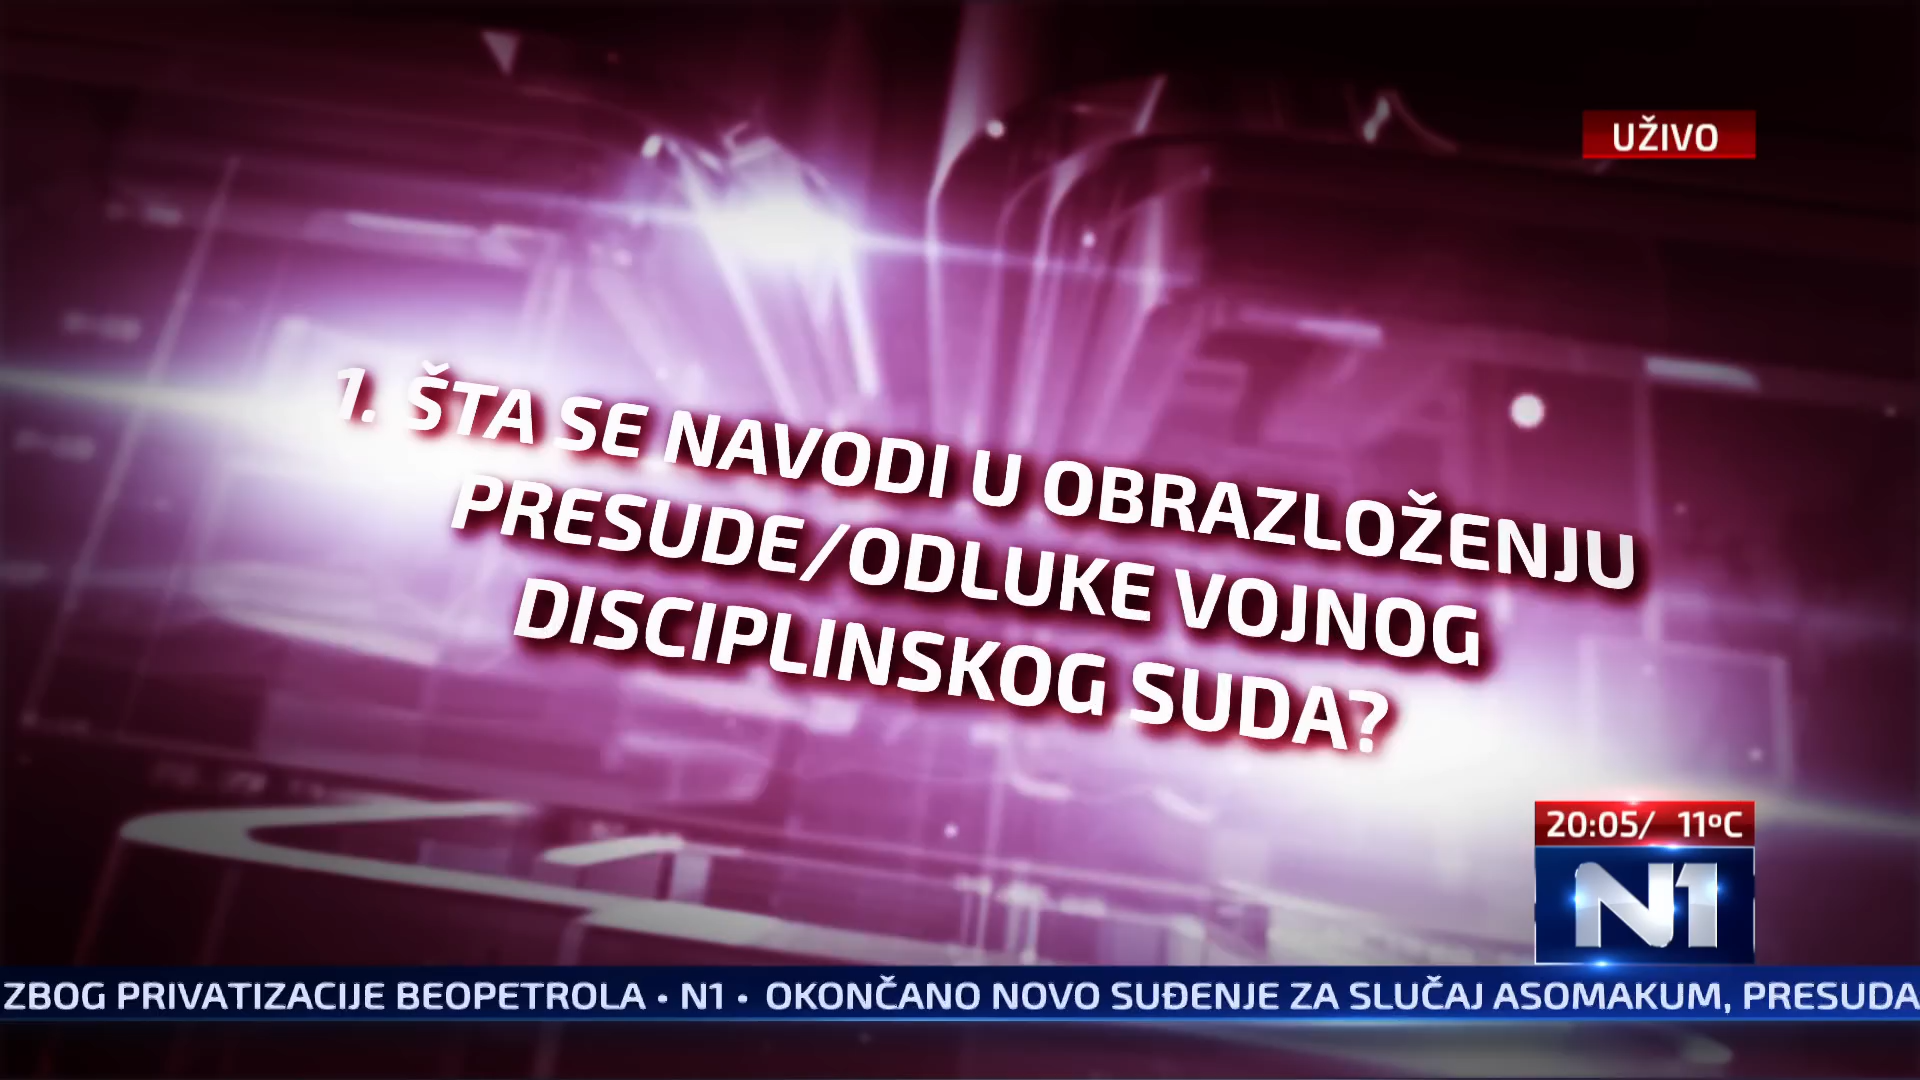 UŽIVO
1. ŠTA SE NAVODI U OBRAZLOŽENJU
PRESUDE/ODLUKE VOJNOG
DISCIPLINSKOG SUDA?
20:05/ 11ºC
N1
ZBOG PRIVATIZACIJE BEOPETROLA • N1 • OKONČANO NOVO SUĐENJE ZA SLUČAJ ASOMAKUM, PRESUDA